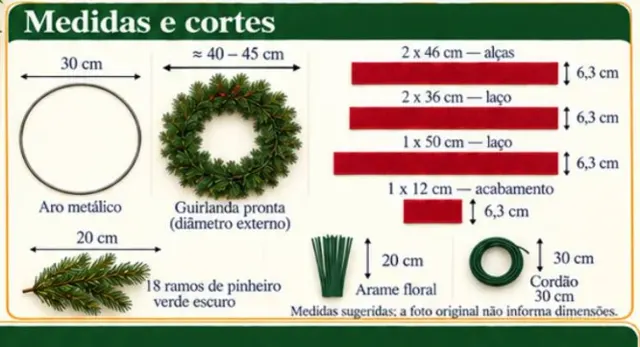 Medidas e cortes
30 cm
≈ 40 – 45 cm
2 x 46 cm — alças
6,3 cm
2 x 36 cm — laço
6,3 cm
1 x 50 cm — laço
6,3 cm
1 x 12 cm — acabamento
6,3 cm
Aro metálico
Guirlanda pronta
(diâmetro externo)
20 cm
18 ramos de pinheiro
verde escuro
20 cm
Arame floral
30 cm
Cordão
30 cm
Medidas sugeridas; a foto original não informa dimensões.